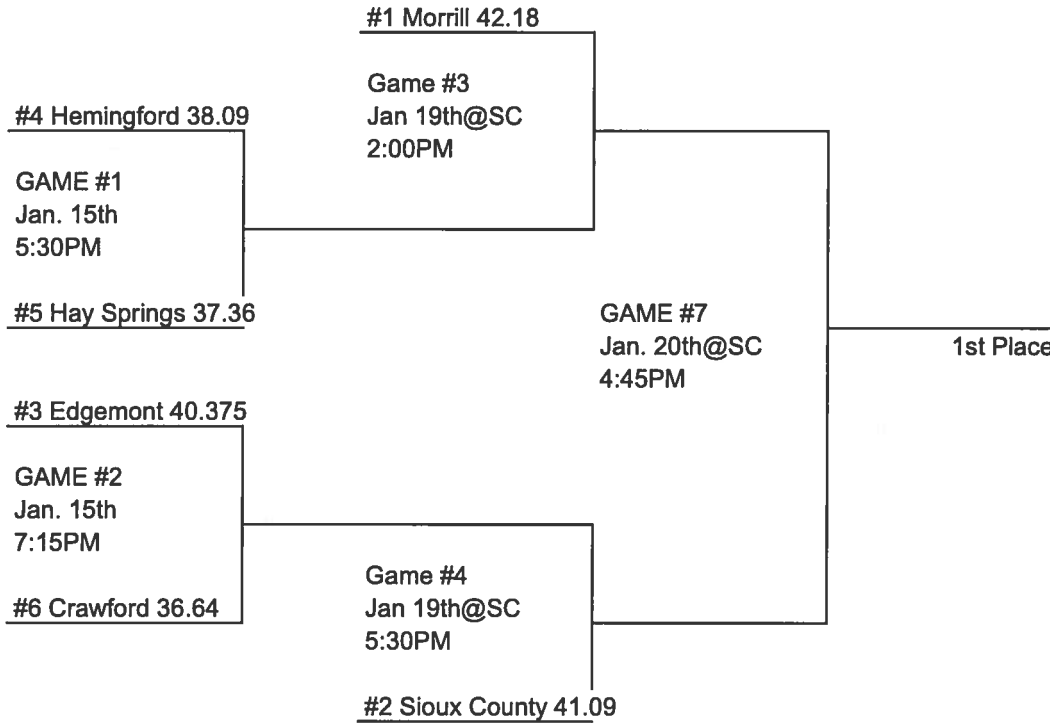 #1 Morrill 42.18
Game #3
Jan 19th@SC
2:00PM
#4 Hemingford 38.09
GAME #1
Jan. 15th
5:30PM
#5 Hay Springs 37.36
GAME #7
Jan. 20th@SC
4:45PM
1st Place
#3 Edgemont 40.375
GAME #2
Jan. 15th
7:15PM
#6 Crawford 36.64
Game #4
Jan 19th@SC
5:30PM
#2 Sioux County 41.09